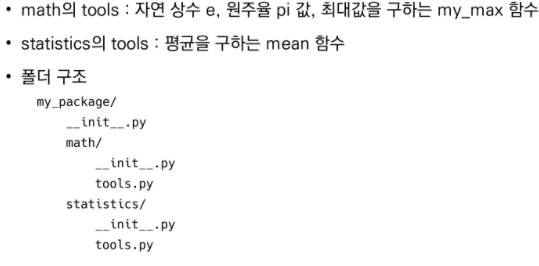 • math의 tools : 자연 상수 e, 원주율 pi 값, 최대값을 구하는 my_max 함수
• statistics의 tools : 평균을 구하는 mean 함수
• 폴더 구조
my_package/
    __init__.py
    math/
        __init__.py
        tools.py
    statistics/
        __init__.py
        tools.py